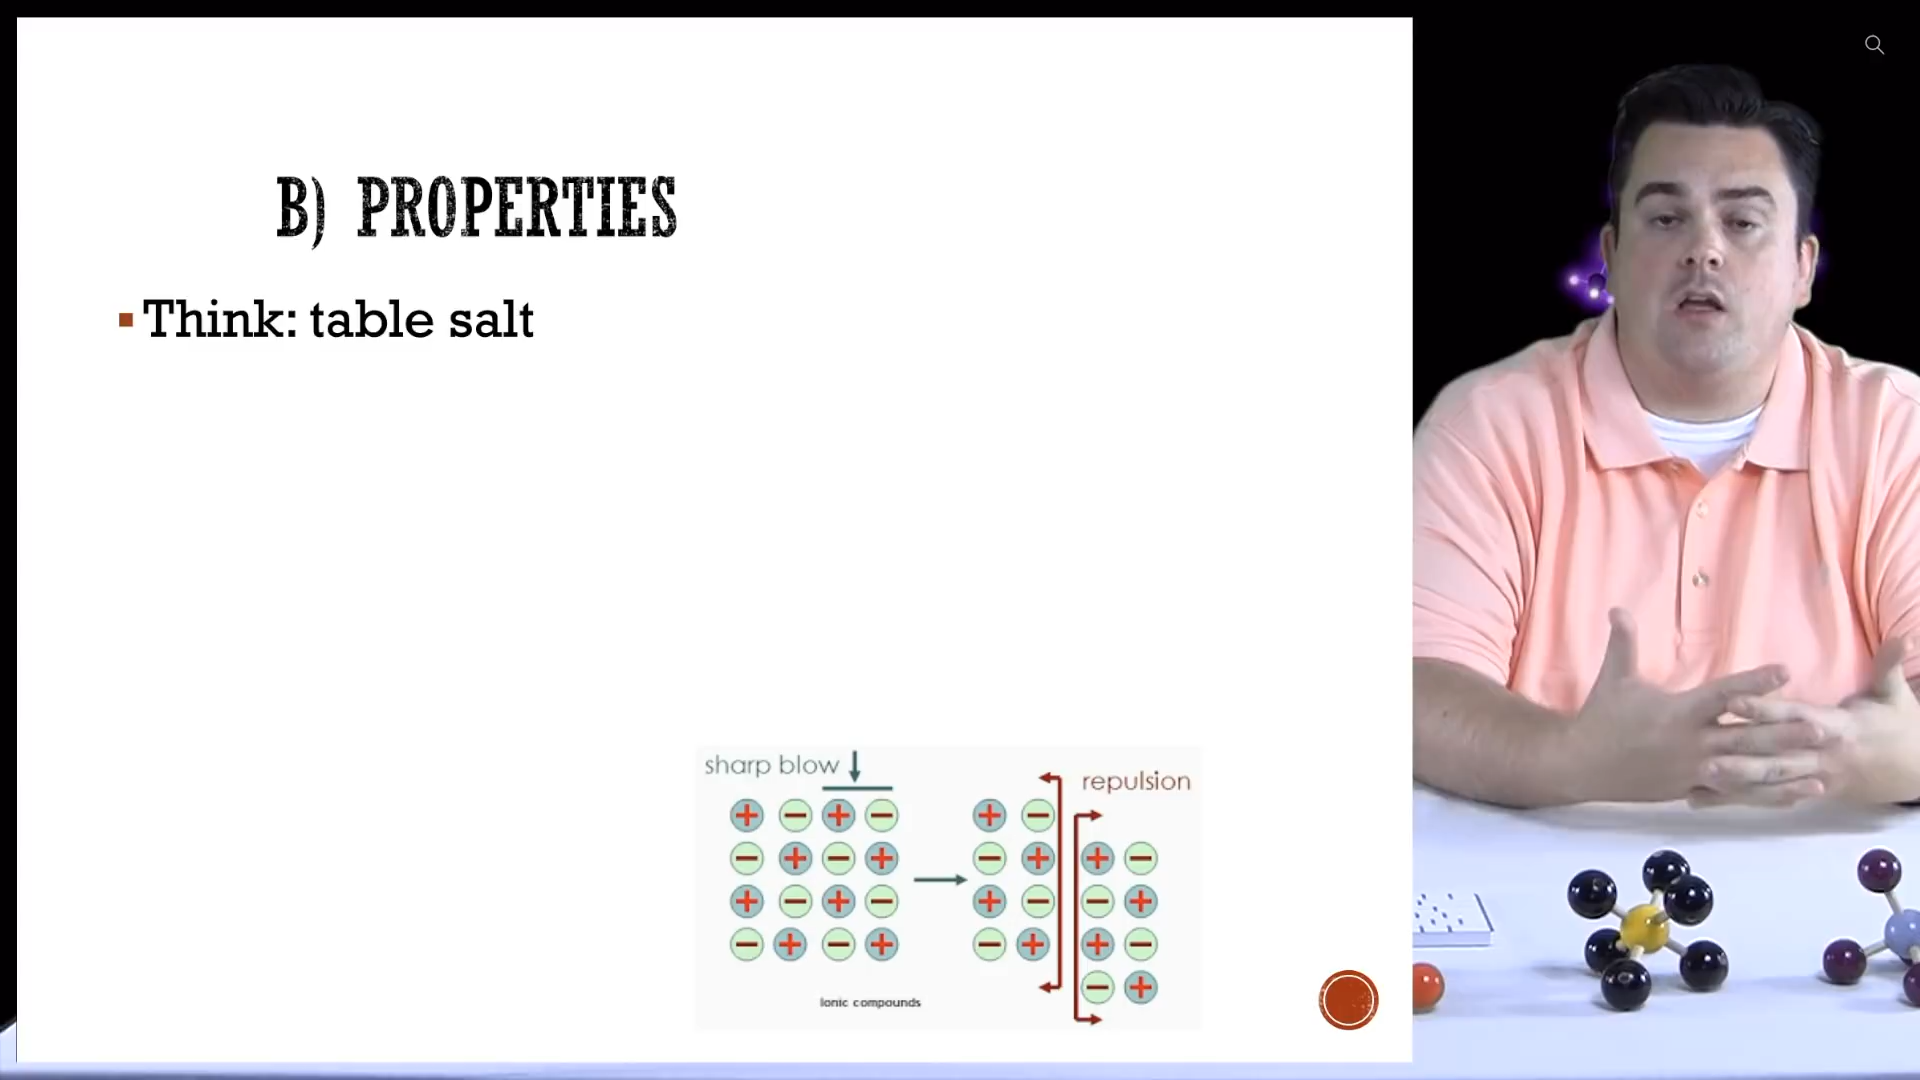 B) PROPERTIES
Think: table salt
sharp blow
repulsion
Ionic compounds